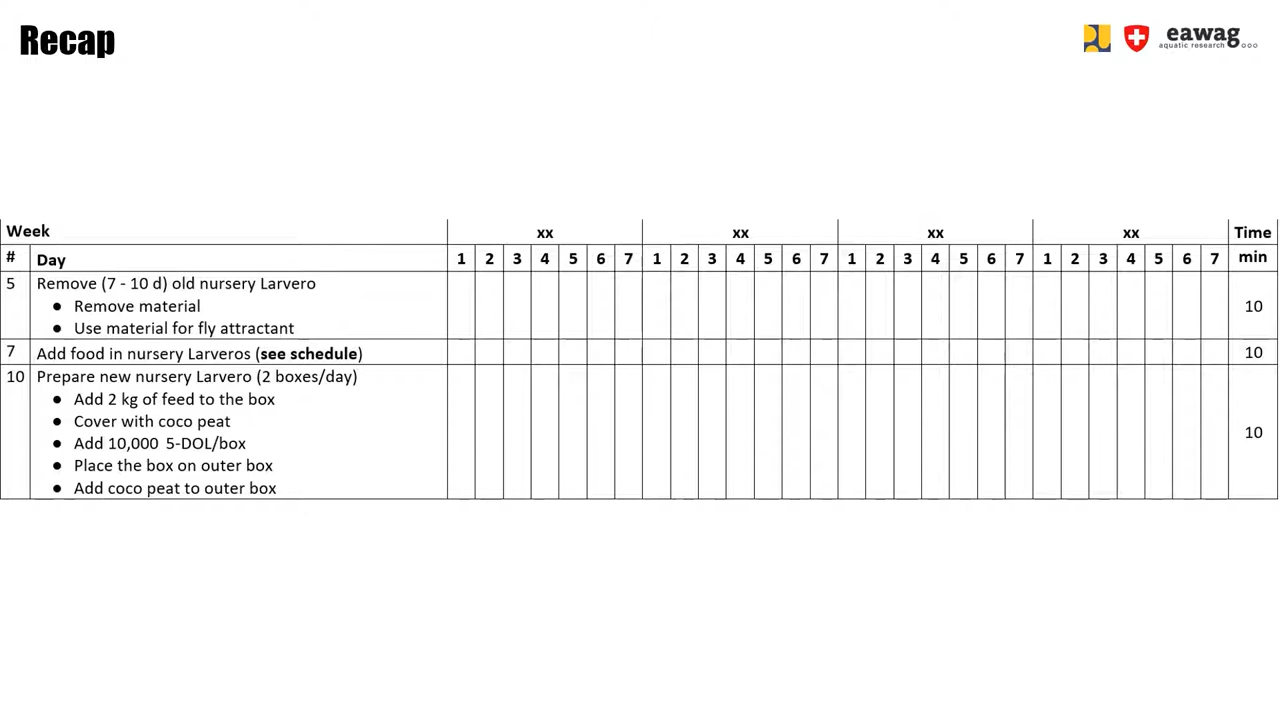 Recap
eawag
aquatic research
Week xx xx xx xx Time
# Day 1 2 3 4 5 6 7 1 2 3 4 5 6 7 1 2 3 4 5 6 7 1 2 3 4 5 6 7 min
5 Remove (7 - 10 d) old nursery Larvero
● Remove material 10
● Use material for fly attractant
7 Add food in nursery Larveros (see schedule) 10
10 Prepare new nursery Larvero (2 boxes/day)
● Add 2 kg of feed to the box
● Cover with coco peat
● Add 10,000 5-DOL/box 10
● Place the box on outer box
● Add coco peat to outer box